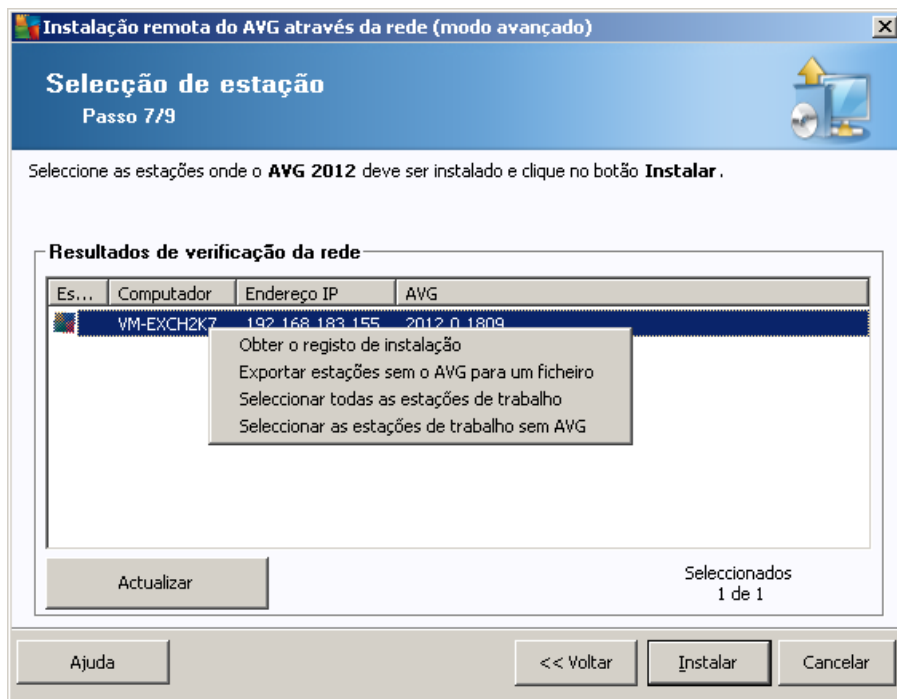 Instalação remota do AVG através da rede (modo avançado)
Selecção de estação
Passo 7/9
Seleccione as estações onde o AVG 2012 deve ser instalado e clique no botão Instalar.
Resultados de verificação da rede
Es... Computador Endereço IP AVG
VM-EXCH2K7 192.168.183.155 2012.0.1809
Obter o registo de instalação
Exportar estações sem o AVG para um ficheiro
Seleccionar todas as estações de trabalho
Seleccionar as estações de trabalho sem AVG
Actualizar
Seleccionados
1 de 1
Ajuda << Voltar Instalar Cancelar